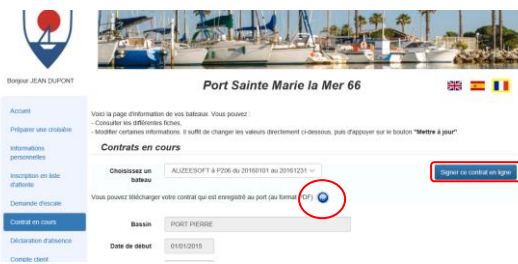 Bonjour JEAN DUPONT
Port Sainte Marie la Mer 66
Accueil
Préparer une croisière
Informations
personnelles
Inscription en liste
d'attente
Demande d'escale
Contrat en cours
Déclaration d'absence
Compte client
Voici la page d'information de vos bateaux. Vous pouvez :
- Consulter les différentes fiches,
- Modifier certaines informations. Il suffit de changer les valeurs directement ci-dessous, puis d'appuyer sur le bouton "Mettre à jour".
Contrats en cours
Choisissez un
bateau
ALIZEESOFT à P206 du 20160101 au 20161231
Signer ce contrat en ligne
Vous pouvez télécharger votre contrat qui est enregistré au port (au format PDF)
Bassin
PORT PIERRE
Date de début
01/01/2015